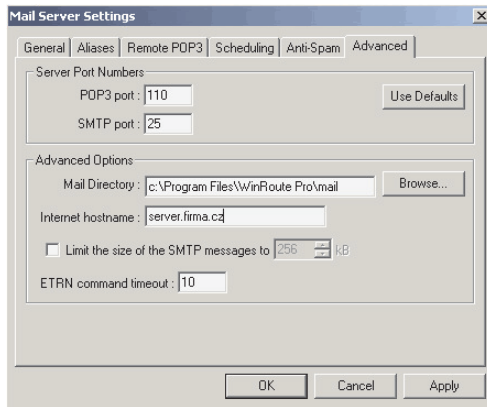 Mail Server Settings
General Aliases Remote POP3 Scheduling Anti-Spam Advanced
Server Port Numbers
POP3 port : 110
Use Defaults
SMTP port : 25
Advanced Options
Mail Directory : c:\Program Files\WinRoute Pro\mail Browse...
Internet hostname : server.firma.cz
Limit the size of the SMTP messages to 256 kB
ETRN command timeout : 10
OK Cancel Apply